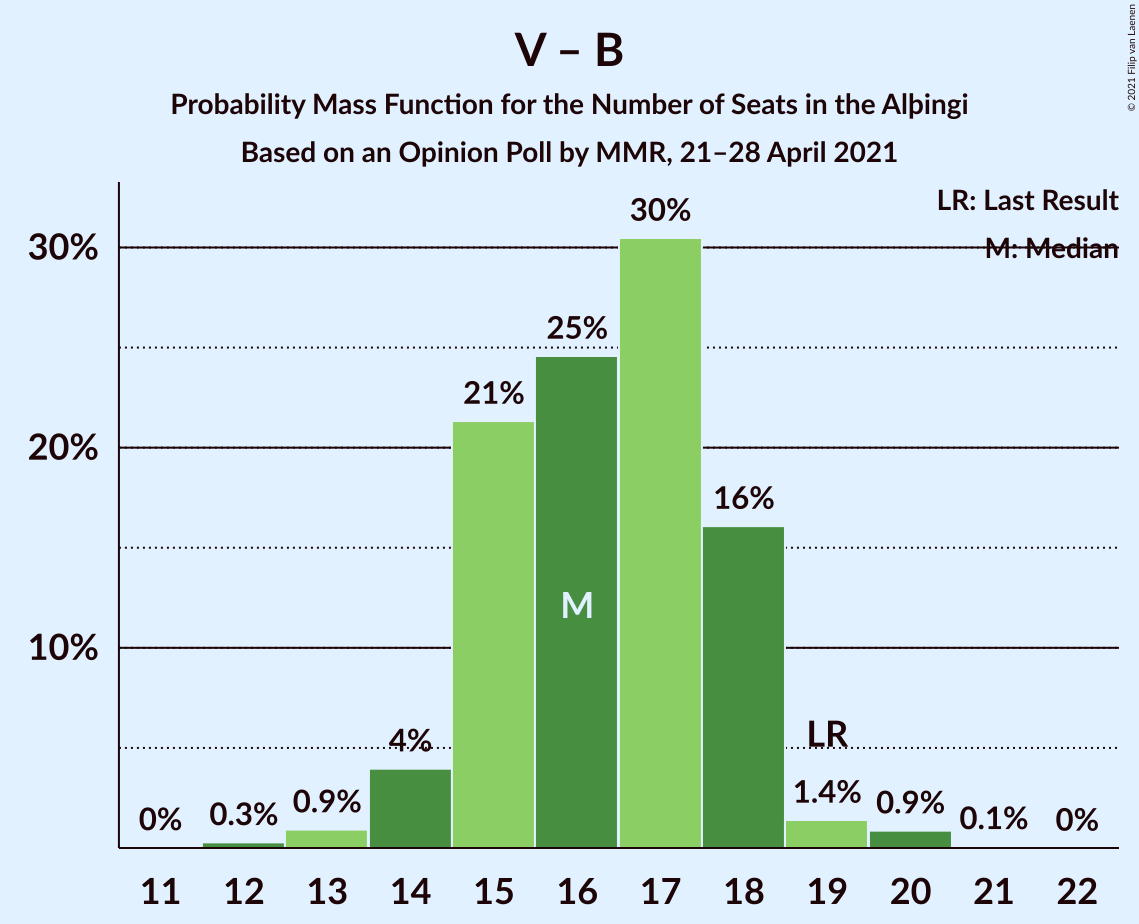 V – B
Probability Mass Function for the Number of Seats in the Alþingi
Based on an Opinion Poll by MMR, 21–28 April 2021
© 2021 Filip van Laenen
LR: Last Result
M: Median
30%
20%
10%
0%
0.3%
0.9%
4%
21%
25%
30%
16%
1.4%
0.9%
0.1%
0%
M
LR
11 12 13 14 15 16 17 18 19 20 21 22